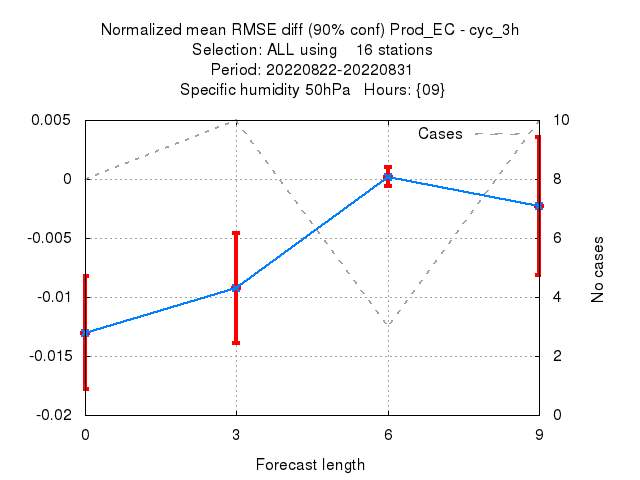 Normalized mean RMSE diff (90% conf) Prod_EC - cyc_3h
Selection: ALL using    16 stations
Period: 20220822-20220831
Specific humidity 50hPa   Hours: {09}
0.005
0
-0.005
-0.01
-0.015
-0.02
Cases
10
8
6
4
2
0
No cases
0 3 6 9
Forecast length